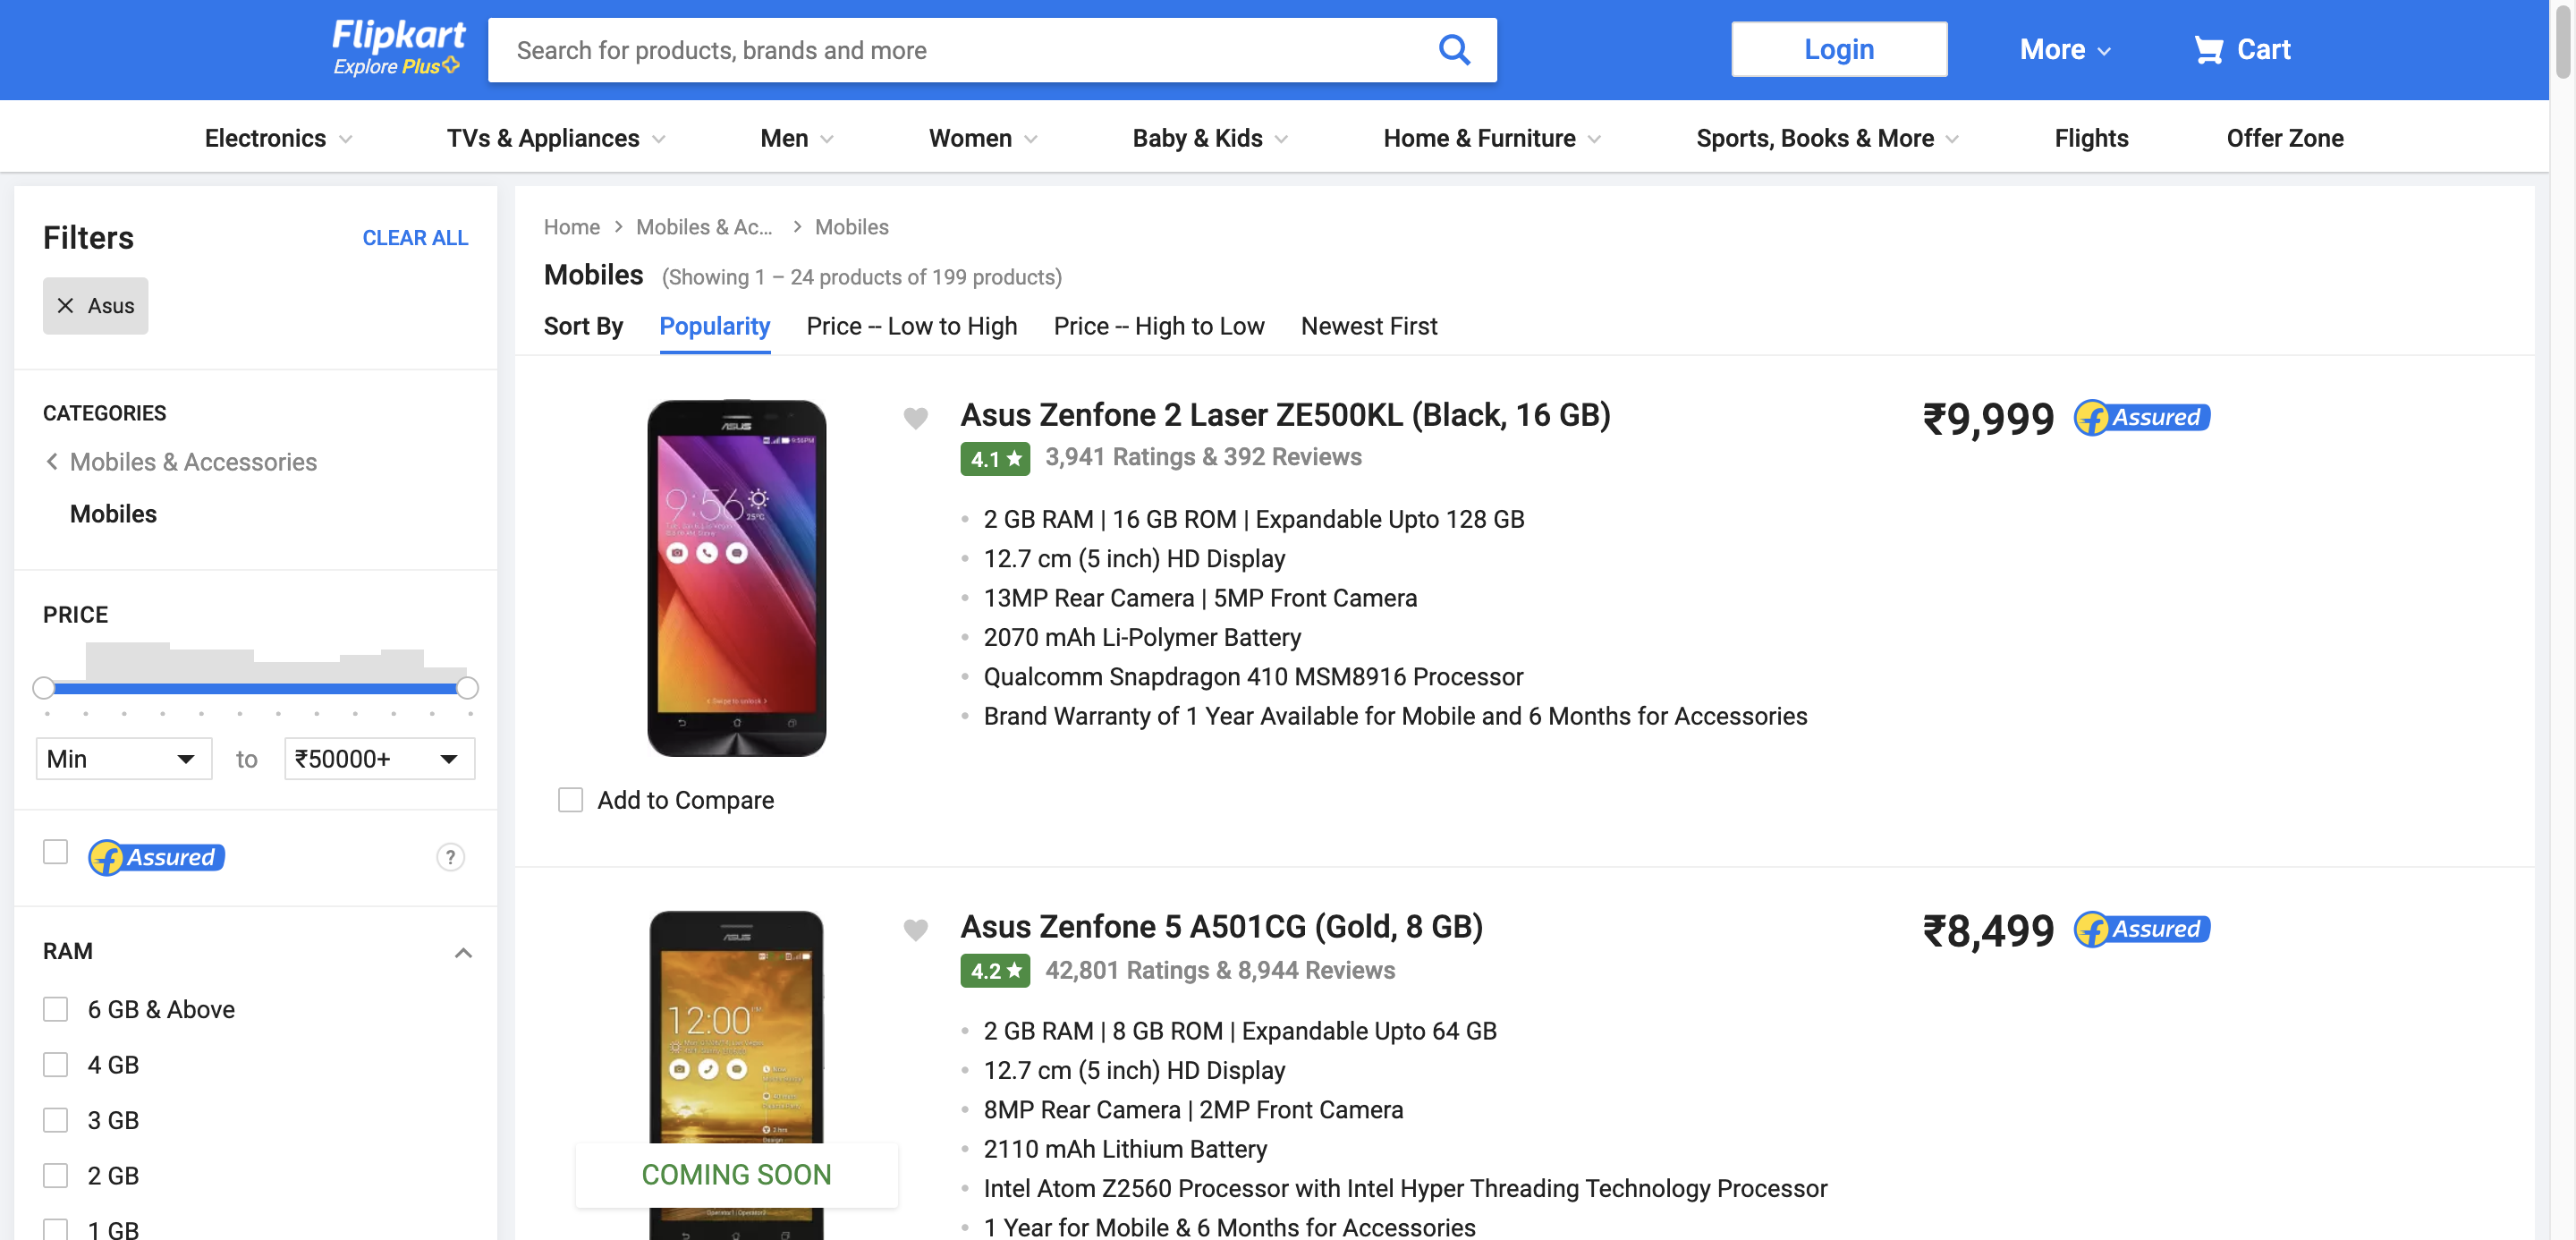 Flipkart
Explore Plus
Search for products, brands and more
Login
More
Cart
Electronics
TVs & Appliances
Men
Women
Baby & Kids
Home & Furniture
Sports, Books & More
Flights
Offer Zone
Filters
CLEAR ALL
Asus
CATEGORIES
Mobiles & Accessories
Mobiles
PRICE
Min
to
₹50000+
Assured
?
RAM
6 GB & Above
4 GB
3 GB
2 GB
1 GB
Home
Mobiles & Ac...
Mobiles
Mobiles (Showing 1 – 24 products of 199 products)
Sort By
Popularity
Price -- Low to High
Price -- High to Low
Newest First
ASUS
9:56
25°C
Add to Compare
Asus Zenfone 2 Laser ZE500KL (Black, 16 GB)
4.1 ★ 3,941 Ratings & 392 Reviews
2 GB RAM | 16 GB ROM | Expandable Upto 128 GB
12.7 cm (5 inch) HD Display
13MP Rear Camera | 5MP Front Camera
2070 mAh Li-Polymer Battery
Qualcomm Snapdragon 410 MSM8916 Processor
Brand Warranty of 1 Year Available for Mobile and 6 Months for Accessories
₹9,999
Assured
ASUS
12:00
COMING SOON
Asus Zenfone 5 A501CG (Gold, 8 GB)
4.2 ★ 42,801 Ratings & 8,944 Reviews
2 GB RAM | 8 GB ROM | Expandable Upto 64 GB
12.7 cm (5 inch) HD Display
8MP Rear Camera | 2MP Front Camera
2110 mAh Lithium Battery
Intel Atom Z2560 Processor with Intel Hyper Threading Technology Processor
1 Year for Mobile & 6 Months for Accessories
₹8,499
Assured